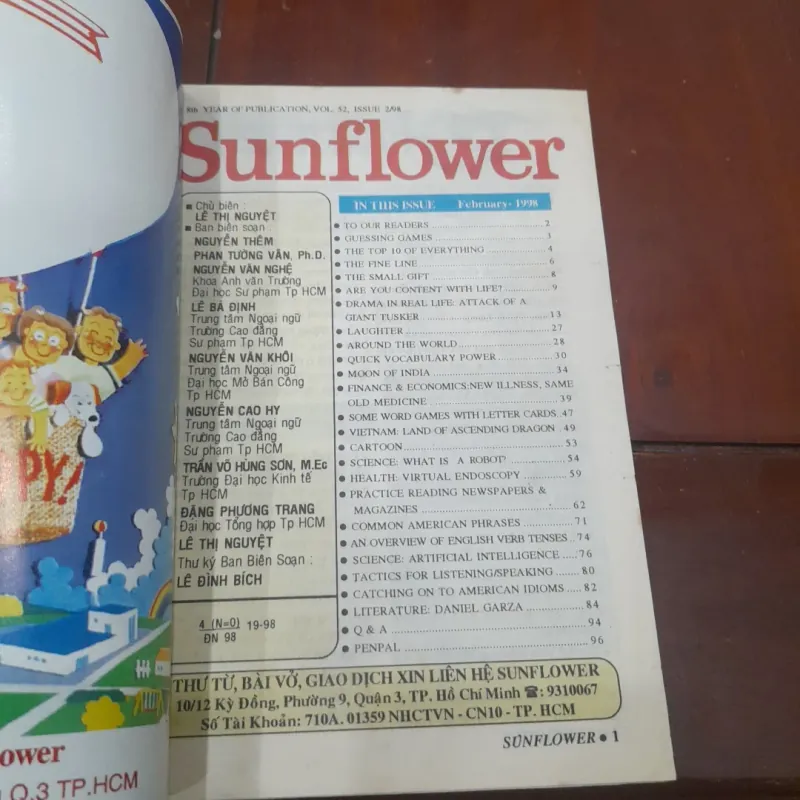 8th YEAR OF PUBLICATION, VOL. 52, ISSUE 2/98
Sunflower
■ Chủ biên :
LÊ THỊ NGUYỆT
■ Ban biên soạn :
NGUYỄN THÊM
PHAN TƯỜNG VÂN, Ph.D.
NGUYỄN VĂN NGHỆ
Khoa Anh văn Trường
Đại học Sư phạm Tp HCM
LÊ BÁ ĐỊNH
Trung tâm Ngoại ngữ
Trường Cao đẳng
Sư phạm Tp HCM
NGUYỄN VĂN KHÔI
Trung tâm Ngoại ngữ
Đại học Mở Bán Công
Tp HCM
NGUYỄN CAO HY
Trung tâm Ngoại ngữ
Trường Cao đẳng
Sư phạm Tp HCM
TRẦN VÕ HÙNG SƠN, M.Ec
Trường Đại học Kinh tế
Tp HCM
ĐẶNG PHƯƠNG TRANG
Đại học Tổng hợp Tp HCM
LÊ THỊ NGUYỆT
Thư ký Ban Biên Soạn :
LÊ ĐÌNH BÍCH
4 (N=0) 19-98
ĐN 98
IN THIS ISSUE February- 1998
● TO OUR READERS ... 2
● GUESSING GAMES ... 3
● THE TOP 10 OF EVERYTHING ... 4
● THE FINE LINE ... 6
● THE SMALL GIFT ... 8
● ARE YOU CONTENT WITH LIFE? ... 9
● DRAMA IN REAL LIFE: ATTACK OF A
GIANT TUSKER ... 13
● LAUGHTER ... 27
● AROUND THE WORLD ... 28
● QUICK VOCABULARY POWER ... 30
● MOON OF INDIA ... 34
● FINANCE & ECONOMICS:NEW ILLNESS, SAME
OLD MEDICINE ... 39
● SOME WORD GAMES WITH LETTER CARDS..47
● VIETNAM: LAND OF ASCENDING DRAGON . 49
● CARTOON ... 53
● SCIENCE: WHAT IS A ROBOT? ... 54
● HEALTH: VIRTUAL ENDOSCOPY ... 59
● PRACTICE READING NEWSPAPERS &
MAGAZINES ... 62
● COMMON AMERICAN PHRASES ... 71
● AN OVERVIEW OF ENGLISH VERB TENSES .. 74
● SCIENCE: ARTIFICIAL INTELLIGENCE ... 76
● TACTICS FOR LISTENING/SPEAKING ... 80
● CATCHING ON TO AMERICAN IDIOMS ... 82
● LITERATURE: DANIEL GARZA ... 84
● Q & A ... 94
● PENPAL ... 96
THƯ TỪ, BÀI VỞ, GIAO DỊCH XIN LIÊN HỆ SUNFLOWER
10/12 Kỳ Đồng, Phường 9, Quận 3, TP. Hồ Chí Minh ☎: 9310067
Số Tài Khoản: 710A. 01359 NHCTVN - CN10 - TP. HCM
SUNFLOWER ● 1
PY!
lower
Q.3 TP.HCM